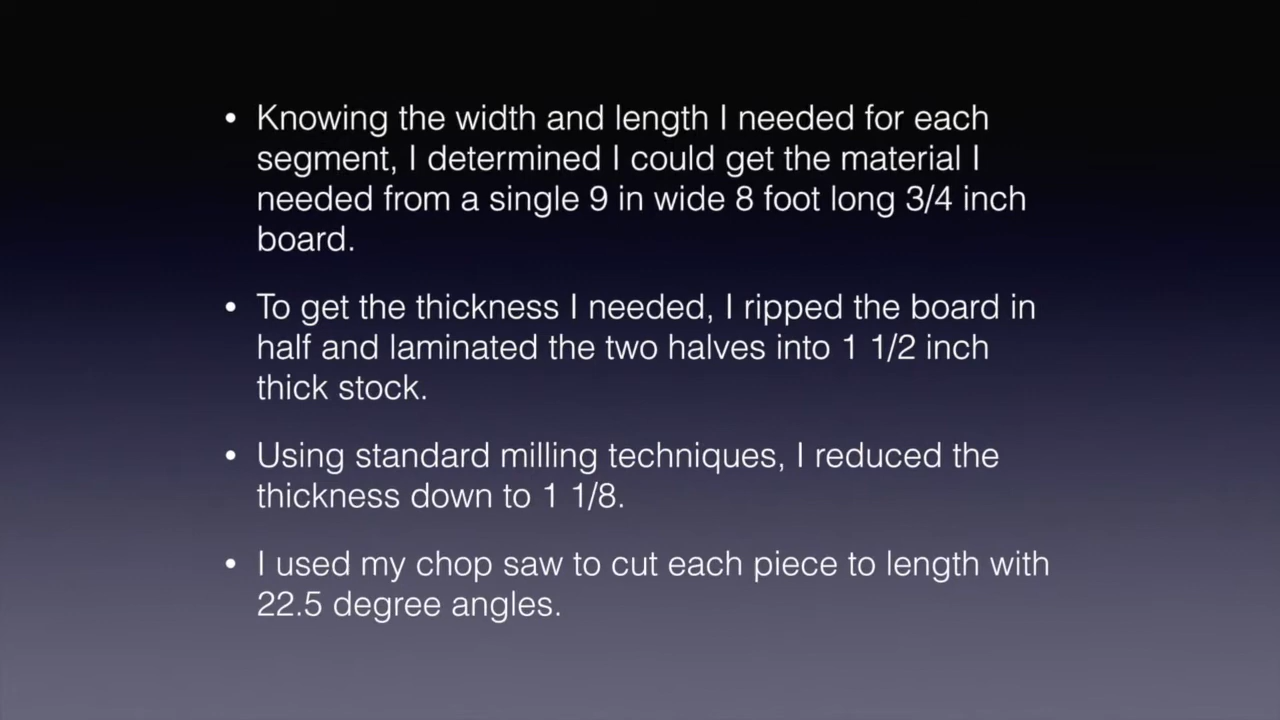 • Knowing the width and length I needed for each
segment, I determined I could get the material I
needed from a single 9 in wide 8 foot long 3/4 inch
board.
• To get the thickness I needed, I ripped the board in
half and laminated the two halves into 1 1/2 inch
thick stock.
• Using standard milling techniques, I reduced the
thickness down to 1 1/8.
• I used my chop saw to cut each piece to length with
22.5 degree angles.